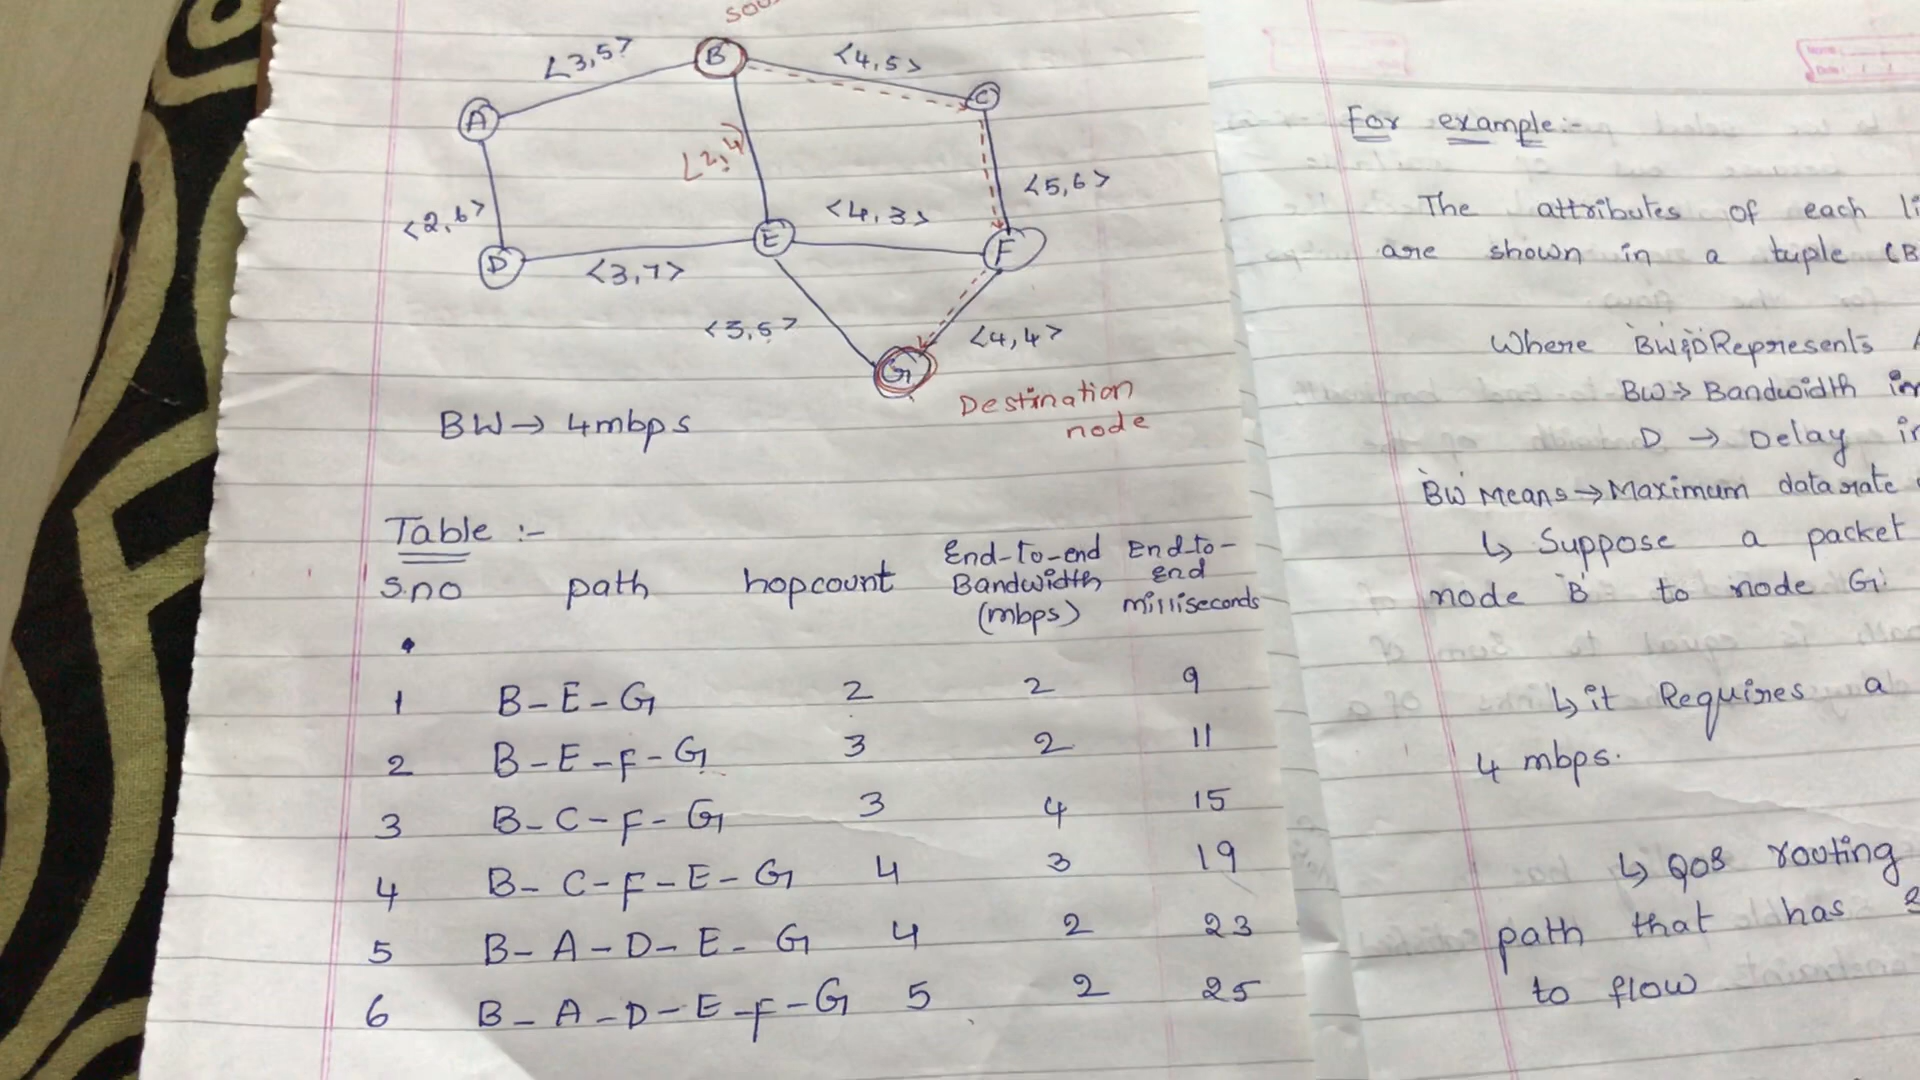 B
<3,5>
<4,5>
A
C
<2,4>
<5,6>
<2,6>
<4,3>
E
F
D
<3,7>
<3,5>
<4,4>
G
Destination
node
BW → 4mbps
Table :-
S.no path hopcount End-to-end Bandwidth (mbps) End-to-end milliseconds
1 B-E-G 2 2 9
2 B-E-F-G 3 2 11
3 B-C-F-G 3 4 15
4 B-C-F-E-G 4 3 19
5 B-A-D-E-G 4 2 23
6 B-A-D-E-F-G 5 2 25
For example:-
The attributes of each
are shown in a tuple
Where BW&D Represents
BW → Bandwidth
D → Delay
'BW' Means → Maximum data rate
↳ Suppose a packet
node 'B' to node G
↳ it Requires a
4 mbps.
↳ QoS routing
path that has
to flow